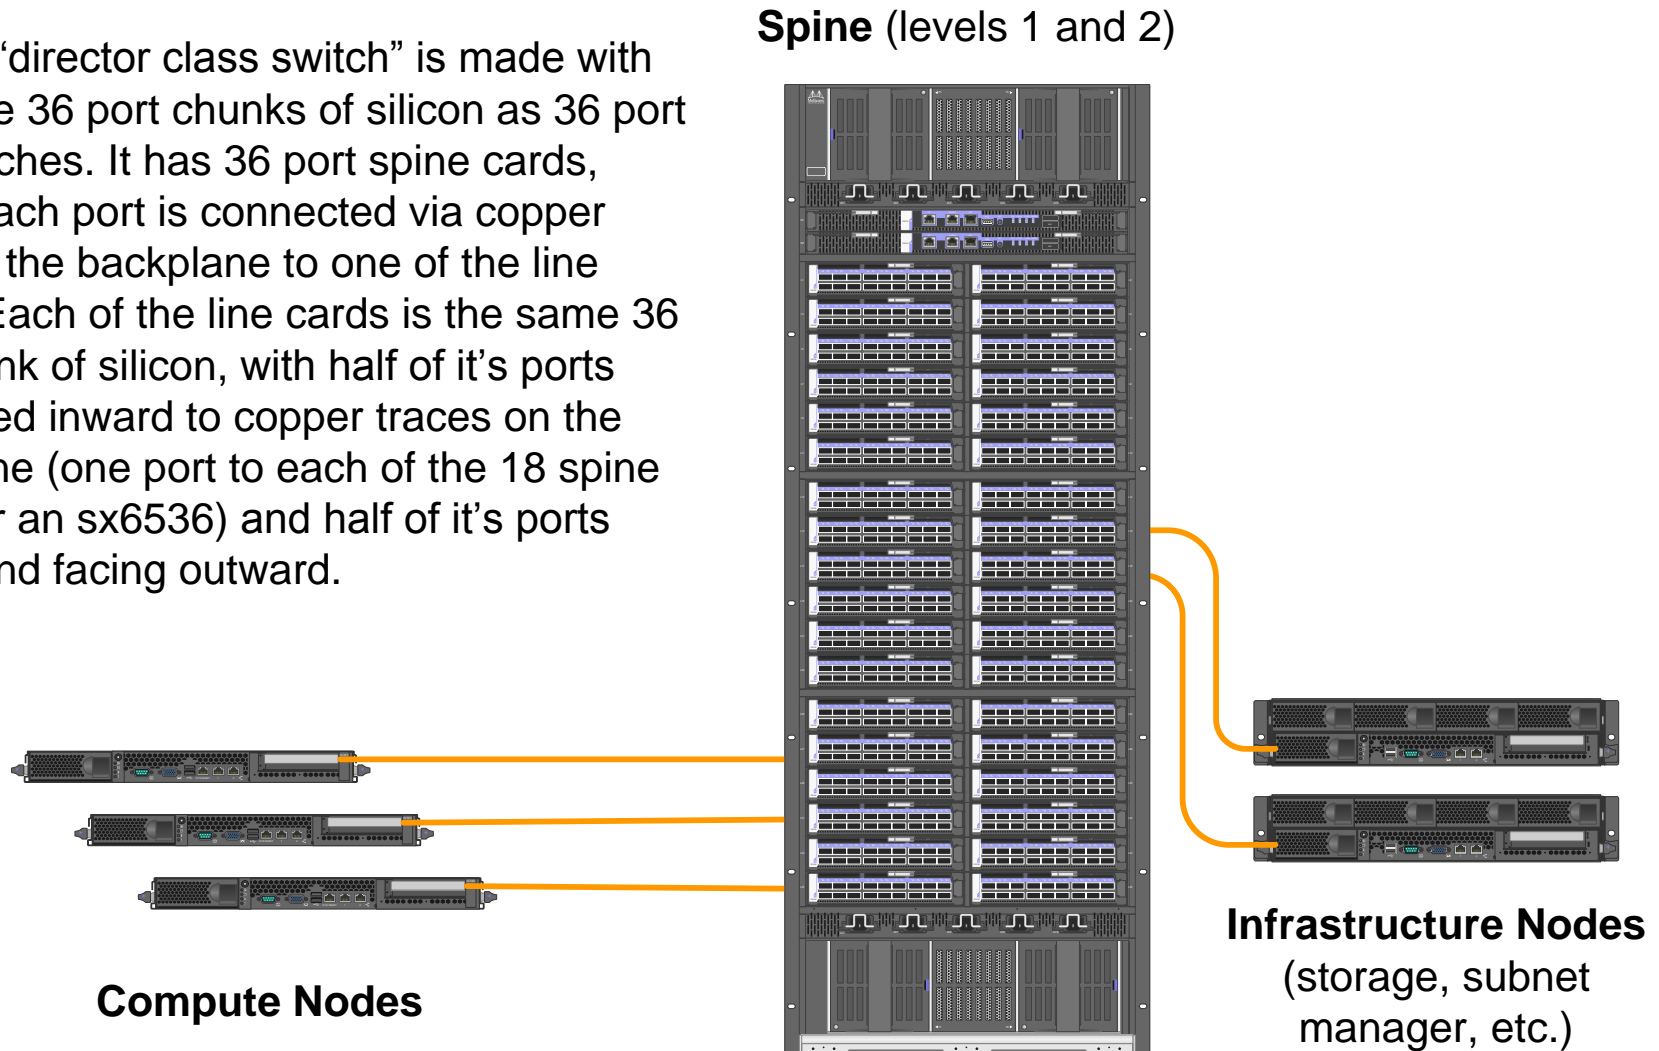 Spine (levels 1 and 2)
“director class switch” is made with
e 36 port chunks of silicon as 36 port
ches. It has 36 port spine cards,
ach port is connected via copper
the backplane to one of the line
Each of the line cards is the same 36
nk of silicon, with half of it’s ports
ed inward to copper traces on the
ne (one port to each of the 18 spine
r an sx6536) and half of it’s ports
nd facing outward.
Compute Nodes
Infrastructure Nodes
(storage, subnet
manager, etc.)